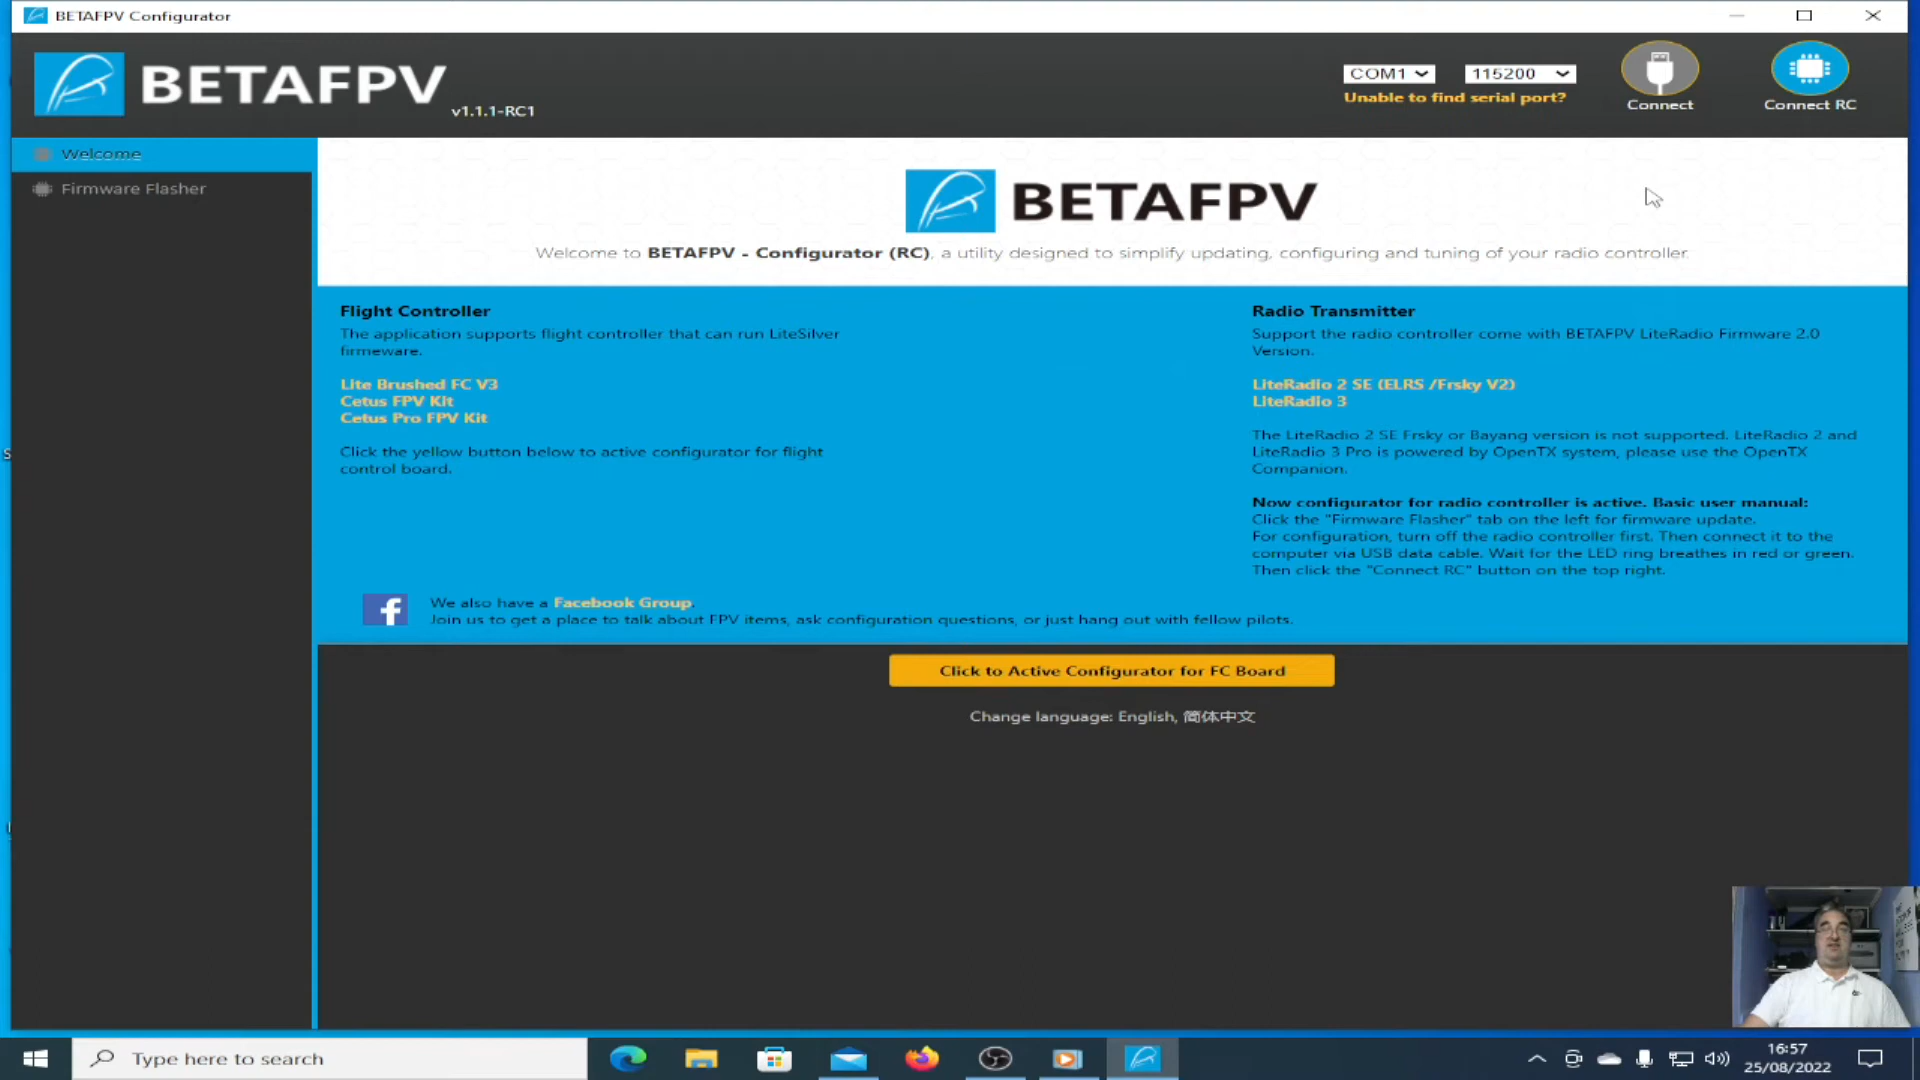 BETAFPV Configurator
BETAFPV
v1.1.1-RC1
COM1
115200
Unable to find serial port?
Connect
Connect RC
Welcome
Firmware Flasher
BETAFPV
Welcome to BETAFPV - Configurator (RC), a utility designed to simplify updating, configuring and tuning of your radio controller.
Flight Controller
The application supports flight controller that can run LiteSilver
firmeware.
Lite Brushed FC V3
Cetus FPV Kit
Cetus Pro FPV Kit
Click the yellow button below to active configurator for flight
control board.
Radio Transmitter
Support the radio controller come with BETAFPV LiteRadio Firmware 2.0
Version.
LiteRadio 2 SE (ELRS /Frsky V2)
LiteRadio 3
The LiteRadio 2 SE Frsky or Bayang version is not supported. LiteRadio 2 and
LiteRadio 3 Pro is powered by OpenTX system, please use the OpenTX
Companion.
Now configurator for radio controller is active. Basic user manual:
Click the "Firmware Flasher" tab on the left for firmware update.
For configuration, turn off the radio controller first. Then connect it to the
computer via USB data cable. Wait for the LED ring breathes in red or green.
Then click the "Connect RC" button on the top right.
We also have a Facebook Group.
Join us to get a place to talk about FPV items, ask configuration questions, or just hang out with fellow pilots.
Click to Active Configurator for FC Board
Change language: English, 简体中文
Type here to search
16:57
25/08/2022